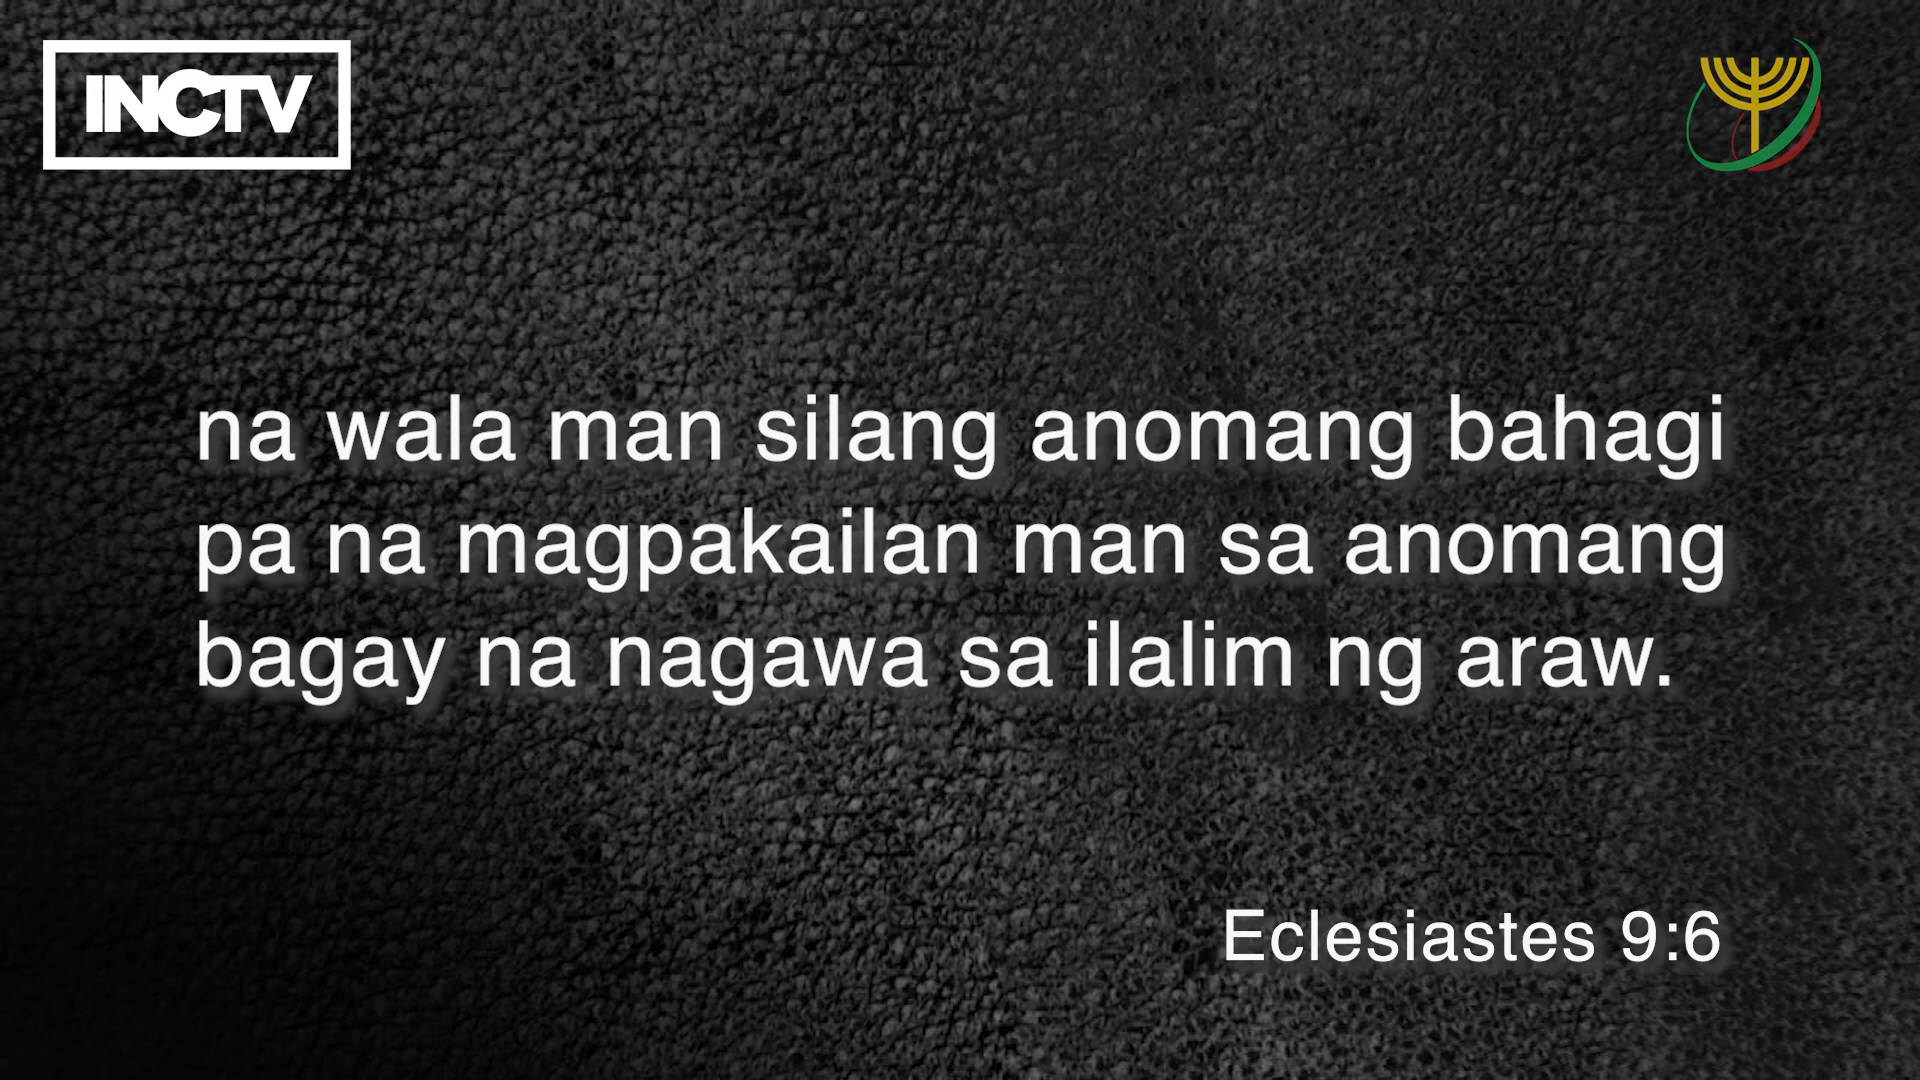 INCTV
na wala man silang anomang bahagi
pa na magpakailan man sa anomang
bagay na nagawa sa ilalim ng araw.
Eclesiastes 9:6